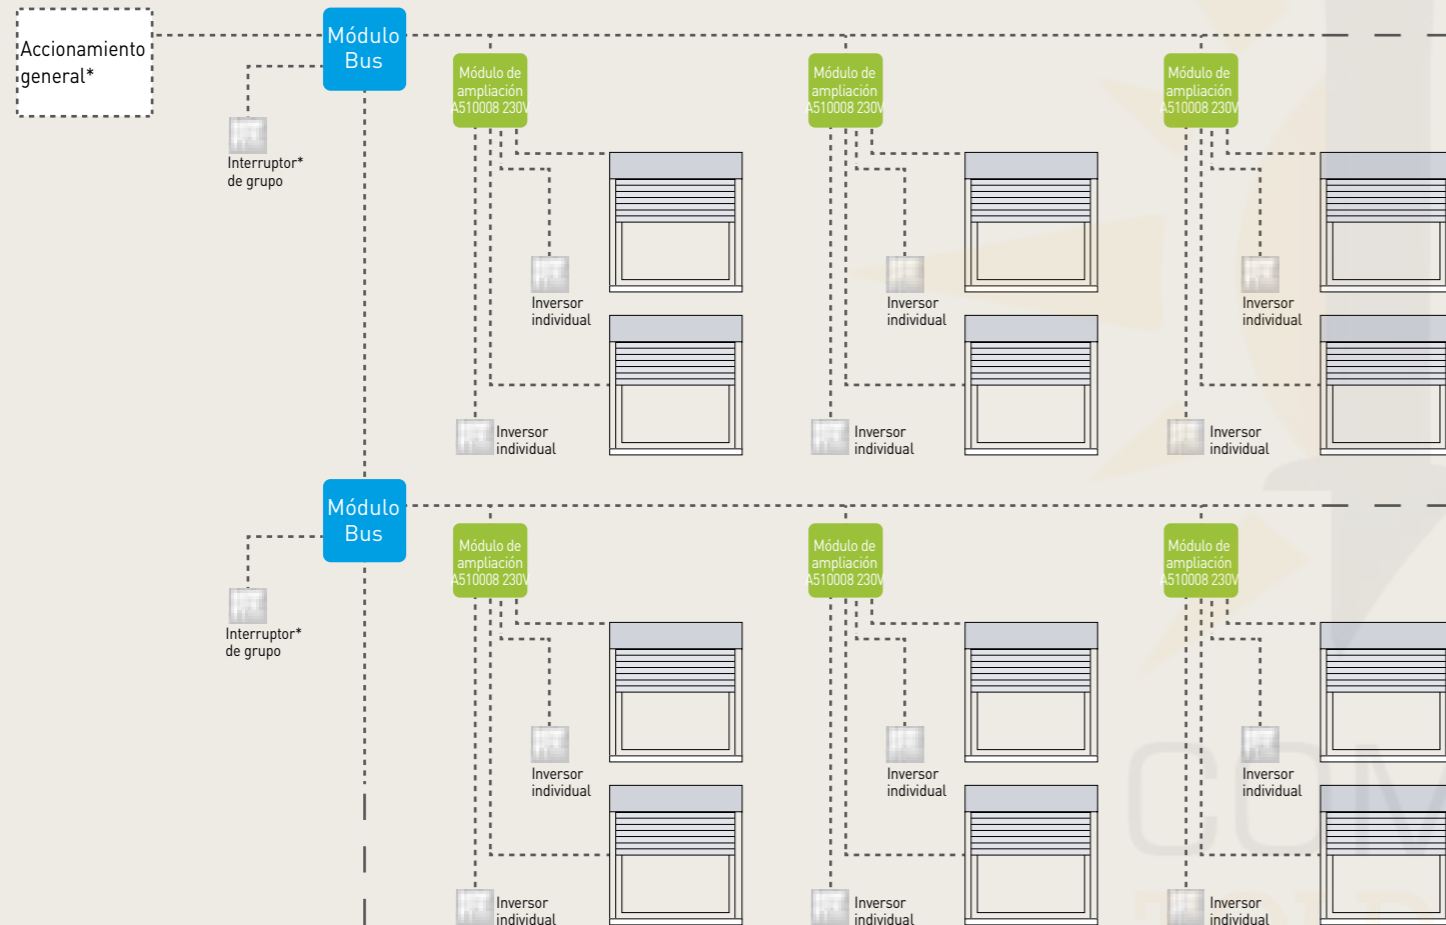 Accionamiento
general*
Módulo
Bus
Módulo de
ampliación
A510008 230V
Módulo de
ampliación
A510008 230V
Módulo de
ampliación
A510008 230V
Interruptor*
de grupo
Inversor
individual
Inversor
individual
Inversor
individual
Inversor
individual
Inversor
individual
Inversor
individual
Módulo
Bus
Módulo de
ampliación
A510008 230V
Módulo de
ampliación
A510008 230V
Módulo de
ampliación
A510008 230V
Interruptor*
de grupo
Inversor
individual
Inversor
individual
Inversor
individual
Inversor
individual
Inversor
individual
Inversor
individual